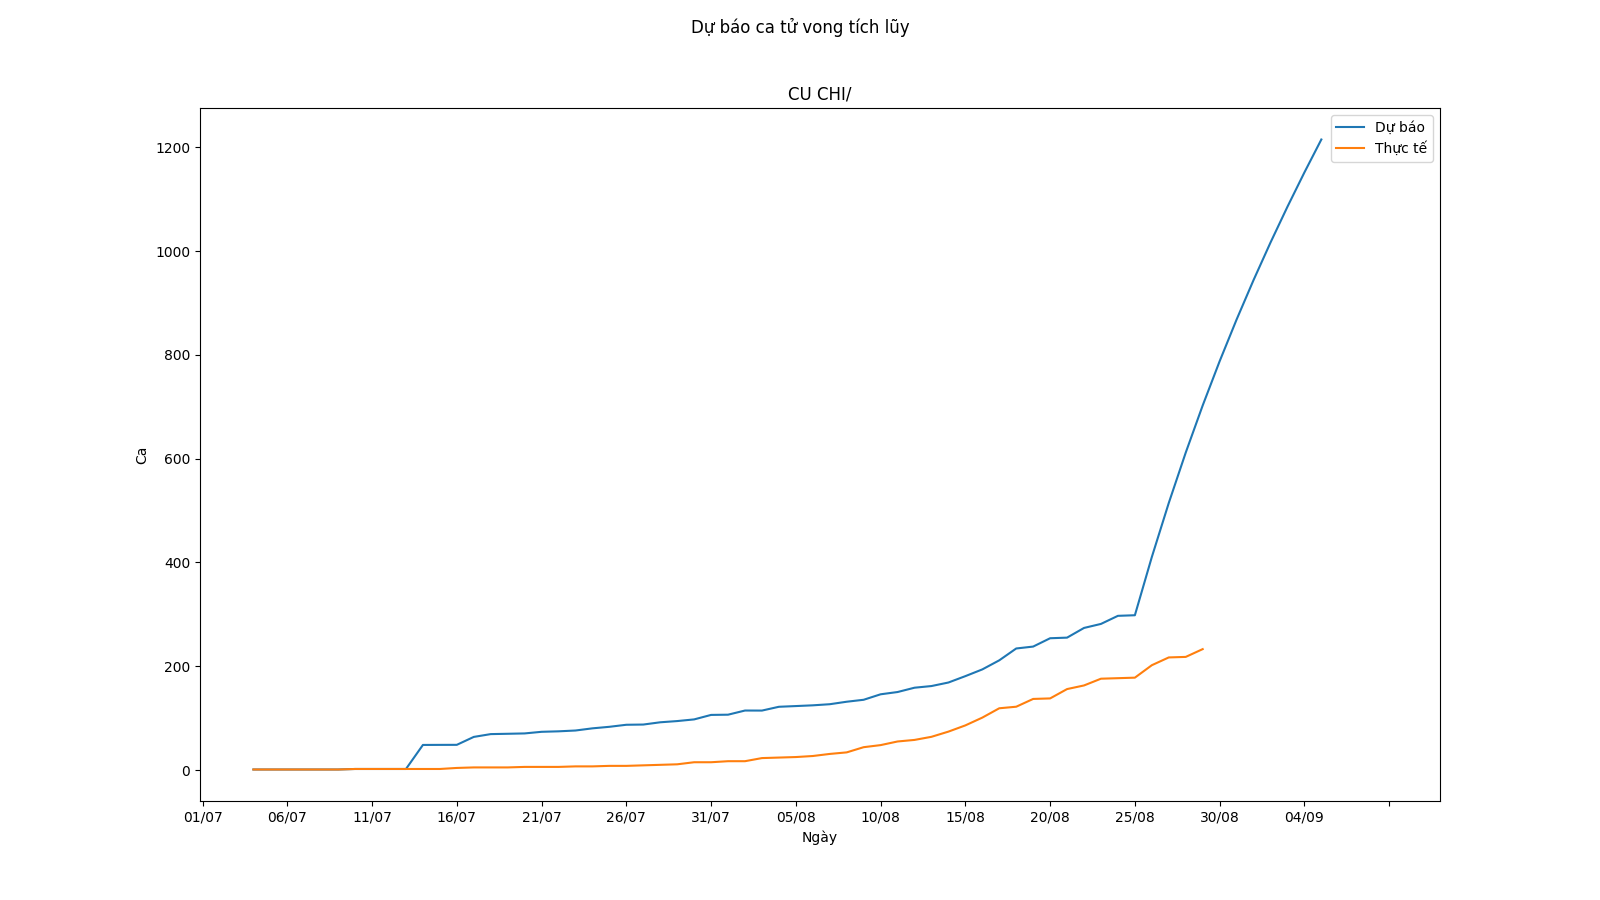 Dự báo ca tử vong tích lũy
CU CHI/
Dự báo
Thực tế
1200
1000
800
600
400
200
0
Ca
01/07 06/07 11/07 16/07 21/07 26/07 31/07 05/08 10/08 15/08 20/08 25/08 30/08 04/09
Ngày